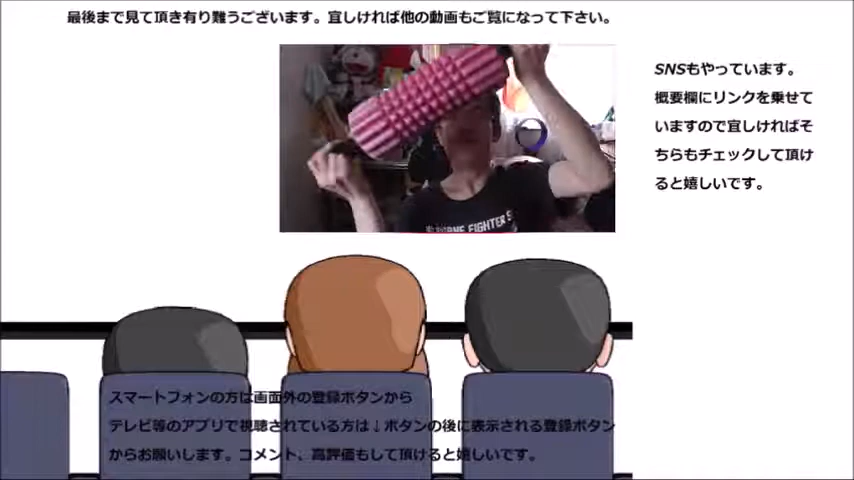 最後まで見て頂き有り難うございます。宜しければ他の動画もご覧になって下さい。
SNSもやっています。
概要欄にリンクを乗せて
いますので宜しければそ
ちらもチェックして頂け
ると嬉しいです。
FIGHTER
スマートフォンの方は画面外の登録ボタンから
テレビ等のアプリで視聴されている方は↓ボタンの後に表示される登録ボタン
からお願いします。コメント、高評価もして頂けると嬉しいです。